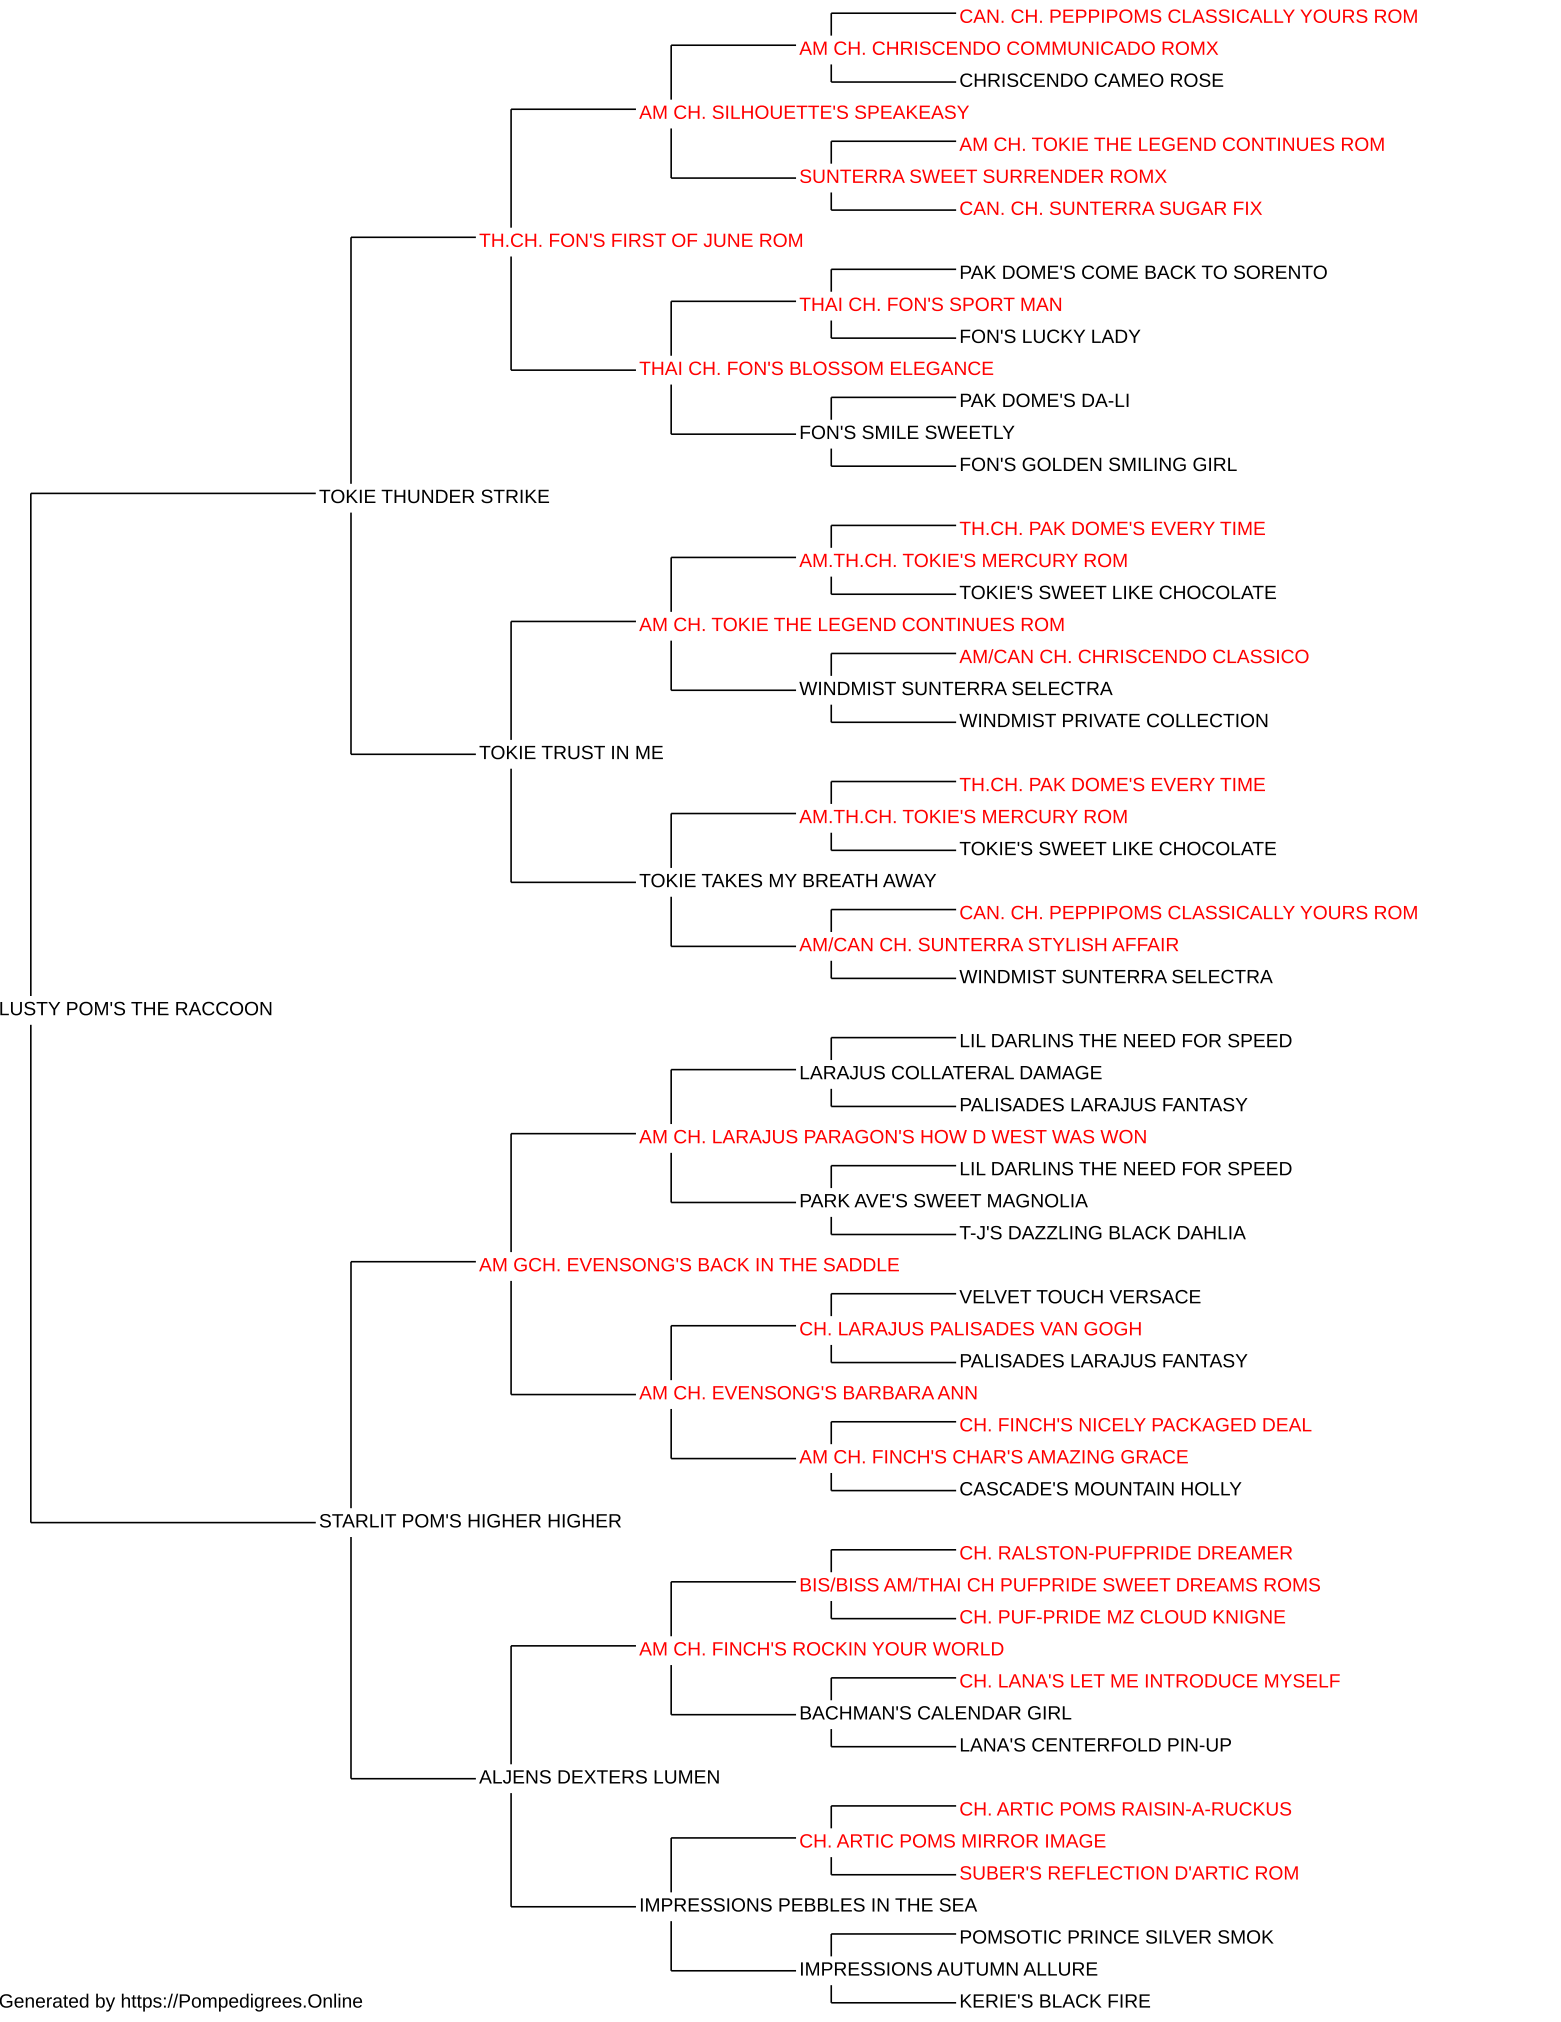 CAN. CH. PEPPIPOMS CLASSICALLY YOURS ROM
AM CH. CHRISCENDO COMMUNICADO ROMX
CHRISCENDO CAMEO ROSE
AM CH. SILHOUETTE'S SPEAKEASY
AM CH. TOKIE THE LEGEND CONTINUES ROM
SUNTERRA SWEET SURRENDER ROMX
CAN. CH. SUNTERRA SUGAR FIX
TH.CH. FON'S FIRST OF JUNE ROM
PAK DOME'S COME BACK TO SORENTO
THAI CH. FON'S SPORT MAN
FON'S LUCKY LADY
THAI CH. FON'S BLOSSOM ELEGANCE
PAK DOME'S DA-LI
FON'S SMILE SWEETLY
FON'S GOLDEN SMILING GIRL
TOKIE THUNDER STRIKE
TH.CH. PAK DOME'S EVERY TIME
AM.TH.CH. TOKIE'S MERCURY ROM
TOKIE'S SWEET LIKE CHOCOLATE
AM CH. TOKIE THE LEGEND CONTINUES ROM
AM/CAN CH. CHRISCENDO CLASSICO
WINDMIST SUNTERRA SELECTRA
WINDMIST PRIVATE COLLECTION
TOKIE TRUST IN ME
TH.CH. PAK DOME'S EVERY TIME
AM.TH.CH. TOKIE'S MERCURY ROM
TOKIE'S SWEET LIKE CHOCOLATE
TOKIE TAKES MY BREATH AWAY
CAN. CH. PEPPIPOMS CLASSICALLY YOURS ROM
AM/CAN CH. SUNTERRA STYLISH AFFAIR
WINDMIST SUNTERRA SELECTRA
LUSTY POM'S THE RACCOON
LIL DARLINS THE NEED FOR SPEED
LARAJUS COLLATERAL DAMAGE
PALISADES LARAJUS FANTASY
AM CH. LARAJUS PARAGON'S HOW D WEST WAS WON
LIL DARLINS THE NEED FOR SPEED
PARK AVE'S SWEET MAGNOLIA
T-J'S DAZZLING BLACK DAHLIA
AM GCH. EVENSONG'S BACK IN THE SADDLE
VELVET TOUCH VERSACE
CH. LARAJUS PALISADES VAN GOGH
PALISADES LARAJUS FANTASY
AM CH. EVENSONG'S BARBARA ANN
CH. FINCH'S NICELY PACKAGED DEAL
AM CH. FINCH'S CHAR'S AMAZING GRACE
CASCADE'S MOUNTAIN HOLLY
STARLIT POM'S HIGHER HIGHER
CH. RALSTON-PUFPRIDE DREAMER
BIS/BISS AM/THAI CH PUFPRIDE SWEET DREAMS ROMS
CH. PUF-PRIDE MZ CLOUD KNIGNE
AM CH. FINCH'S ROCKIN YOUR WORLD
CH. LANA'S LET ME INTRODUCE MYSELF
BACHMAN'S CALENDAR GIRL
LANA'S CENTERFOLD PIN-UP
ALJENS DEXTERS LUMEN
CH. ARTIC POMS RAISIN-A-RUCKUS
CH. ARTIC POMS MIRROR IMAGE
SUBER'S REFLECTION D'ARTIC ROM
IMPRESSIONS PEBBLES IN THE SEA
POMSOTIC PRINCE SILVER SMOK
IMPRESSIONS AUTUMN ALLURE
KERIE'S BLACK FIRE
Generated by https://Pompedigrees.Online